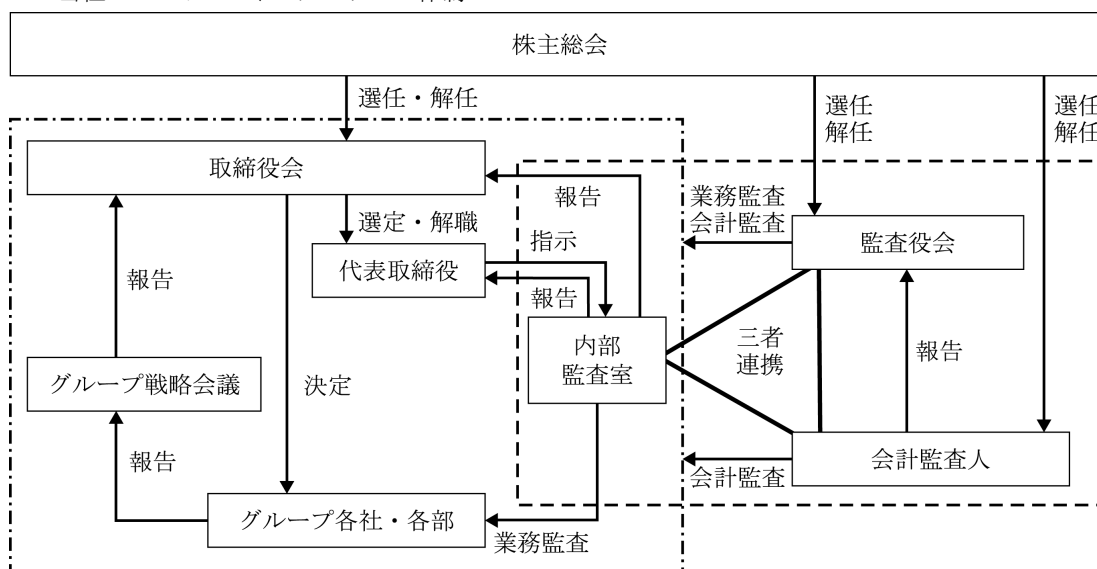 株主総会
選任・解任
選任
解任
選任
解任
取締役会
報告
業務監査
会計監査
選定・解職
指示
監査役会
代表取締役
報告
報告
内部
監査室
三者
連携
報告
グループ戦略会議
決定
報告
会計監査人
会計監査
グループ各社・各部
業務監査